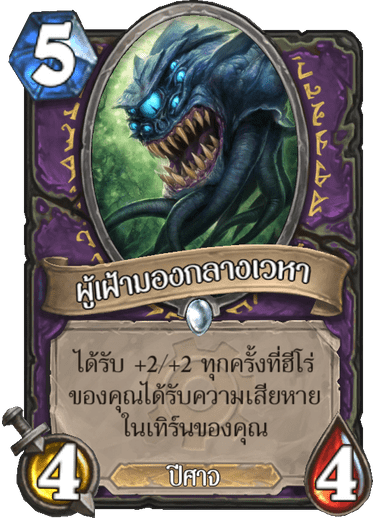 5
ผู้เฝ้ามองกลางเวหา
ได้รับ +2/+2 ทุกครั้งที่ฮีโร่
ของคุณได้รับความเสียหาย
ในเทิร์นของคุณ
4
ปีศาจ
4